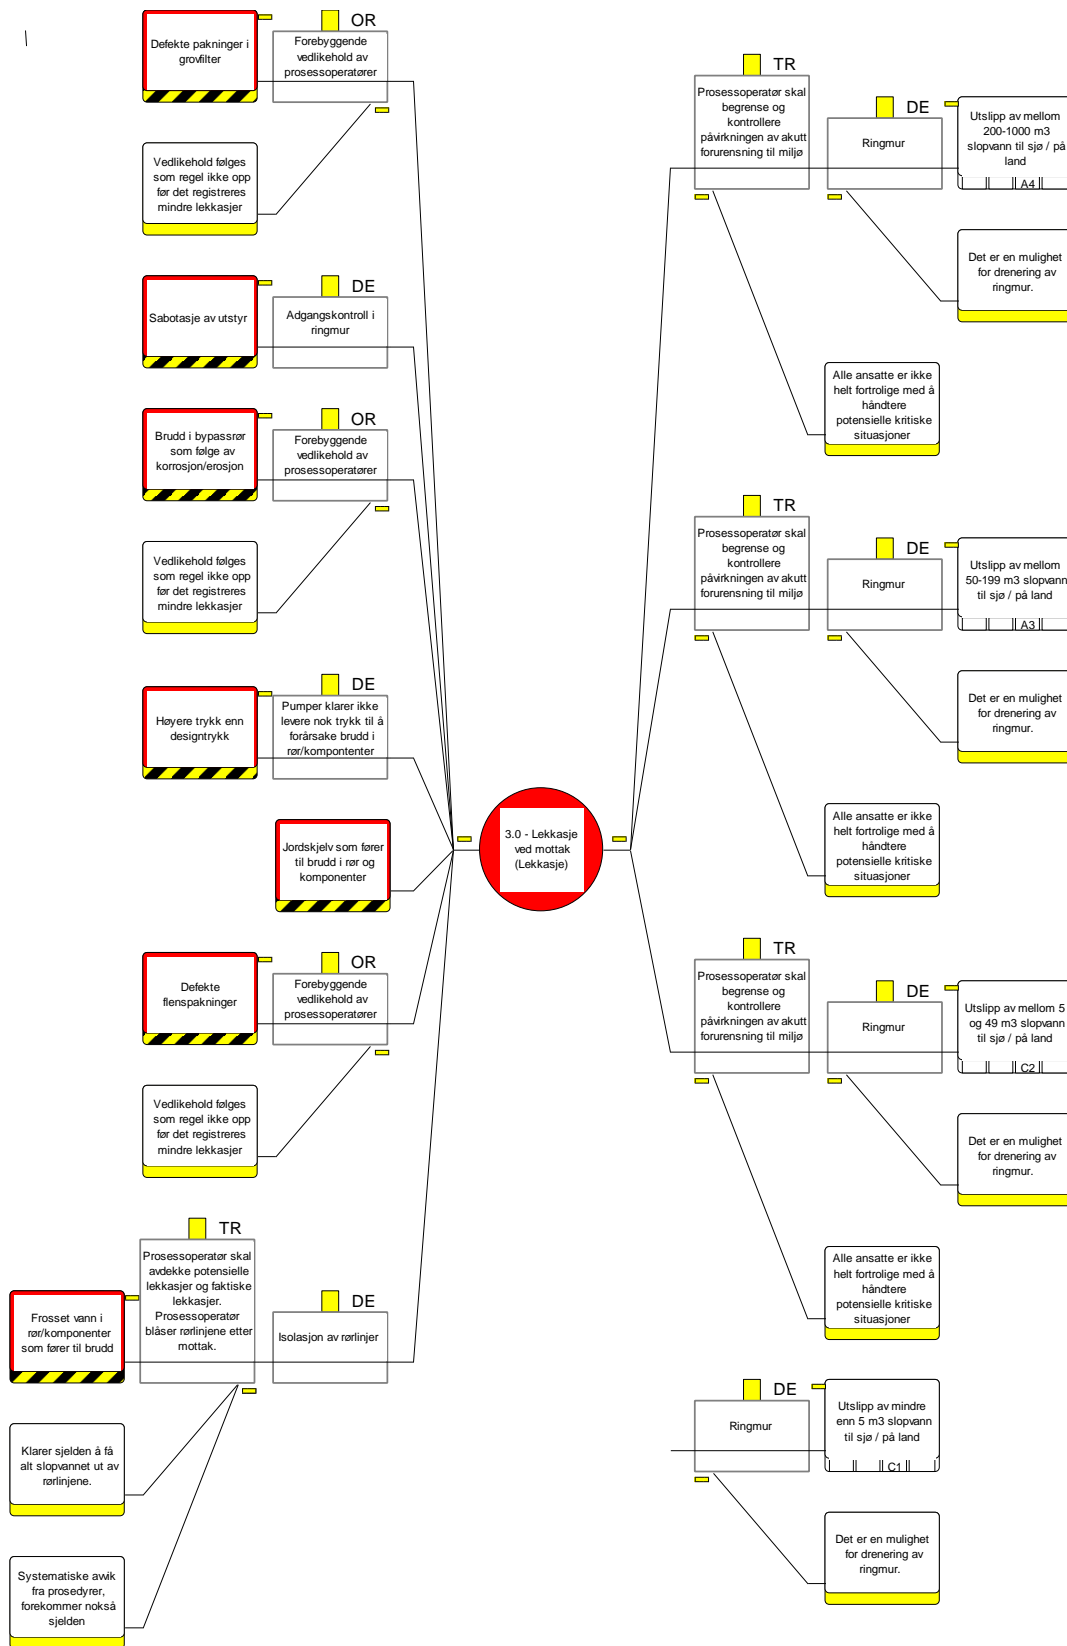 OR
Defekte pakninger i
grovfilter
Forebyggende
vedlikehold av
prosessoperatører
Vedlikehold følges
som regel ikke opp
før det registreres
mindre lekkasjer
DE
Sabotasje av utstyr
Adgangskontroll i
ringmur
OR
Brudd i bypassrør
som følge av
korrosjon/erosjon
Forebyggende
vedlikehold av
prosessoperatører
Vedlikehold følges
som regel ikke opp
før det registreres
mindre lekkasjer
DE
Høyere trykk enn
designtrykk
Pumper klarer ikke
levere nok trykk til å
forårsake brudd i
rør/kompontenter
Jordskjelv som fører
til brudd i rør og
komponenter
OR
Defekte
flenspakninger
Forebyggende
vedlikehold av
prosessoperatører
Vedlikehold følges
som regel ikke opp
før det registreres
mindre lekkasjer
TR
Prosessoperatør skal
avdekke potensielle
lekkasjer og faktiske
lekkasjer.
Prosessoperatør
blåser rørlinjene etter
mottak.
DE
Isolasjon av rørlinjer
Frosset vann i
rør/komponenter
som fører til brudd
Klarer sjelden å få
alt slopvannet ut av
rørlinjene.
Systematiske avvik
fra prosedyrer,
forekommer nokså
sjelden
3.0 - Lekkasje
ved mottak
(Lekkasje)
TR
Prosessoperatør skal
begrense og
kontrollere
påvirkningen av akutt
forurensning til miljø
DE
Ringmur
Utslipp av mellom
200-1000 m3
slopvann til sjø / på
land
A4
Det er en mulighet
for drenering av
ringmur.
Alle ansatte er ikke
helt fortrolige med å
håndtere
potensielle kritiske
situasjoner
TR
Prosessoperatør skal
begrense og
kontrollere
påvirkningen av akutt
forurensning til miljø
DE
Ringmur
Utslipp av mellom
50-199 m3 slopvann
til sjø / på land
A3
Det er en mulighet
for drenering av
ringmur.
Alle ansatte er ikke
helt fortrolige med å
håndtere
potensielle kritiske
situasjoner
TR
Prosessoperatør skal
begrense og
kontrollere
påvirkningen av akutt
forurensning til miljø
DE
Ringmur
Utslipp av mellom 5
og 49 m3 slopvann
til sjø / på land
C2
Det er en mulighet
for drenering av
ringmur.
Alle ansatte er ikke
helt fortrolige med å
håndtere
potensielle kritiske
situasjoner
DE
Ringmur
Utslipp av mindre
enn 5 m3 slopvann
til sjø / på land
C1
Det er en mulighet
for drenering av
ringmur.